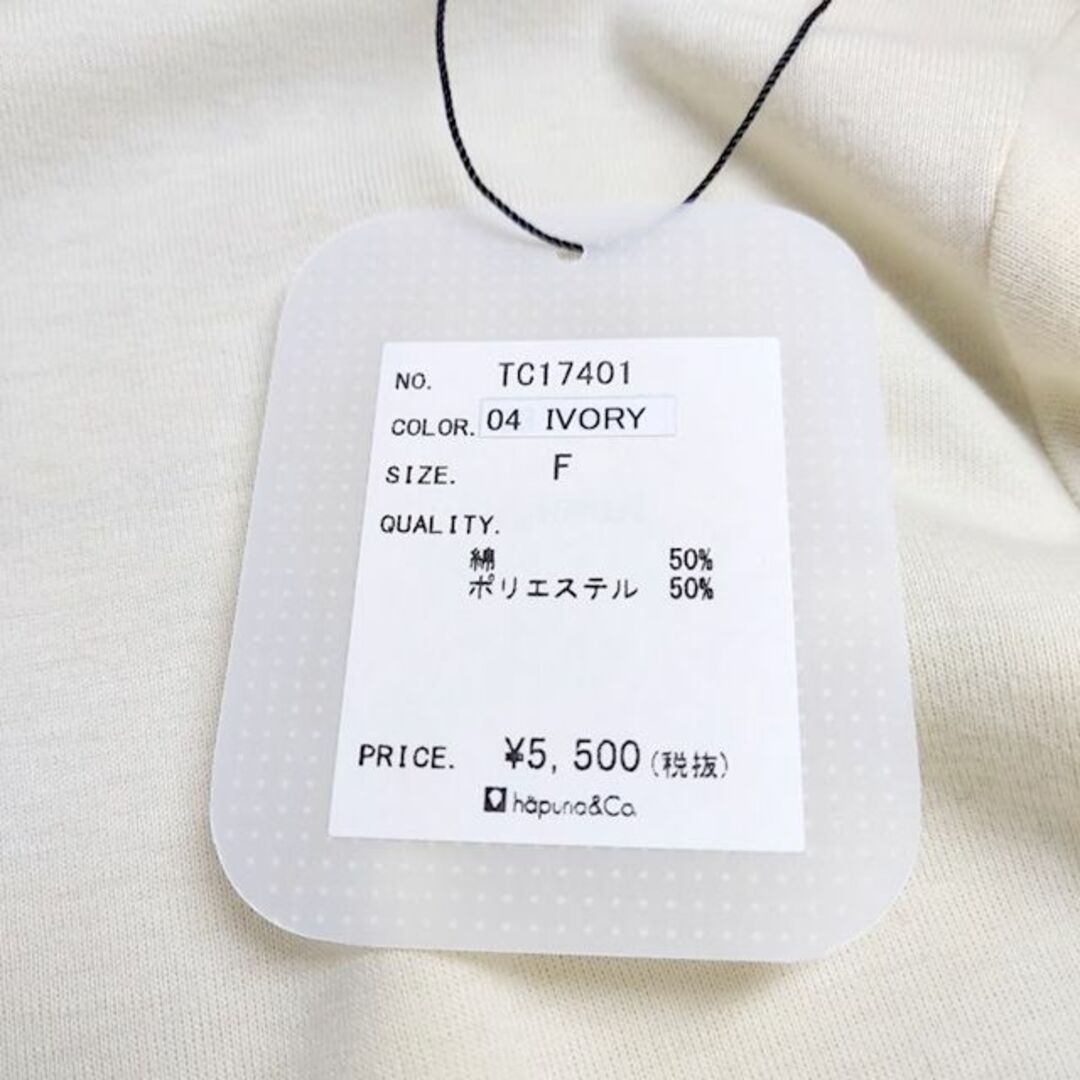 NO. TC17401
COLOR. 04 IVORY
SIZE. F
QUALITY.
綿 50%
ポリエステル 50%
PRICE. ¥5,500(税抜)
hāpuna&Co.